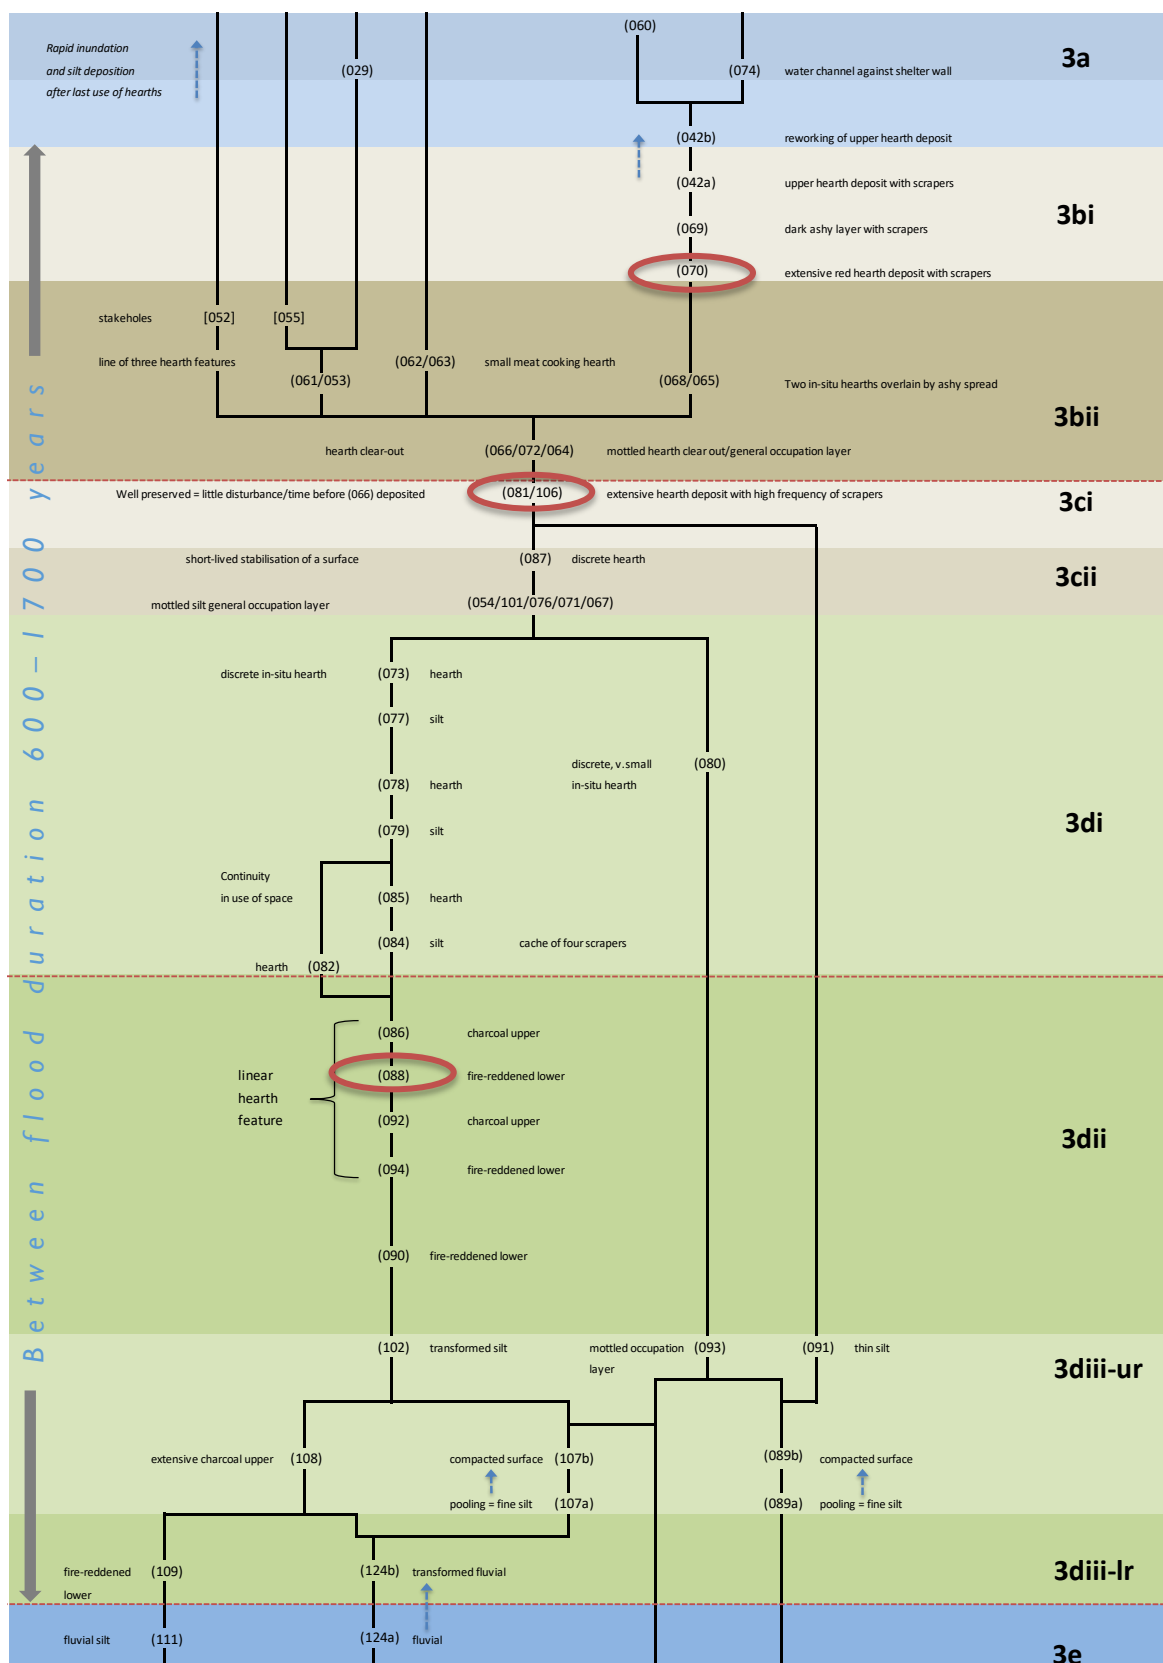 (060)
Rapid inundation
and silt deposition
after last use of hearths
(029)
(074)
water channel against shelter wall
3a
(042b)
reworking of upper hearth deposit
(042a)
upper hearth deposit with scrapers
3bi
(069)
dark ashy layer with scrapers
(070)
extensive red hearth deposit with scrapers
stakeholes
[052]
[055]
line of three hearth features
(062/063)
small meat cooking hearth
(061/053)
(068/065)
Two in-situ hearths overlain by ashy spread
3bii
hearth clear-out
(066/072/064)
mottled hearth clear out/general occupation layer
Well preserved = little disturbance/time before (066) deposited
(081/106)
extensive hearth deposit with high frequency of scrapers
3ci
short-lived stabilisation of a surface
(087)
discrete hearth
3cii
mottled silt general occupation layer
(054/101/076/071/067)
discrete in-situ hearth
(073)
hearth
(077)
silt
discrete, v.small
in-situ hearth
(080)
(078)
hearth
3di
(079)
silt
Continuity
in use of space
(085)
hearth
(084)
silt
cache of four scrapers
hearth
(082)
(086)
charcoal upper
linear
hearth
feature
(088)
fire-reddened lower
(092)
charcoal upper
3dii
(094)
fire-reddened lower
(090)
fire-reddened lower
(102)
transformed silt
mottled occupation
layer
(093)
(091)
thin silt
3diii-ur
extensive charcoal upper
(108)
compacted surface
(107b)
(089b)
compacted surface
pooling = fine silt
(107a)
(089a)
pooling = fine silt
fire-reddened
lower
(109)
(124b)
transformed fluvial
3diii-lr
fluvial silt
(111)
(124a)
fluvial
3e
Between flood duration 600–1700 years